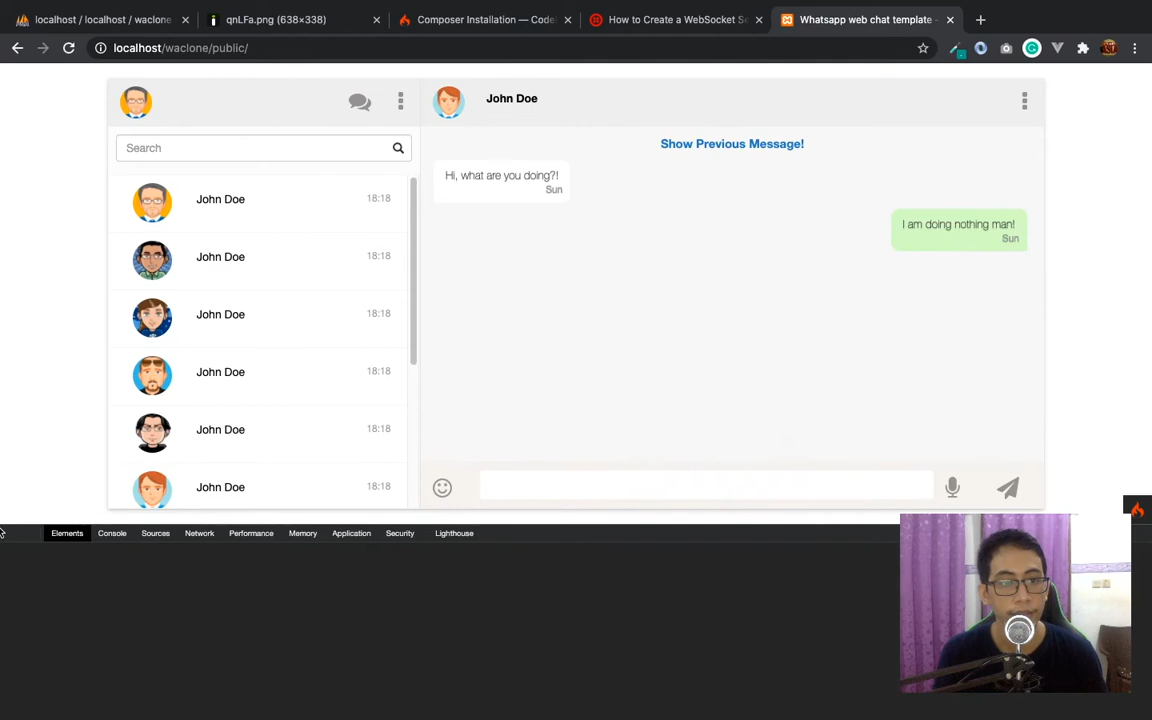 localhost / localhost / waclone
qnLFa.png (638×338)
Composer Installation — Code
How to Create a WebSocket Se
Whatsapp web chat template -
localhost/waclone/public/
John Doe
Show Previous Message!
Search
Hi, what are you doing?!
Sun
I am doing nothing man!
Sun
John Doe
18:18
John Doe
18:18
John Doe
18:18
John Doe
18:18
John Doe
18:18
John Doe
18:18
Elements Console Sources Network Performance Memory Application Security Lighthouse